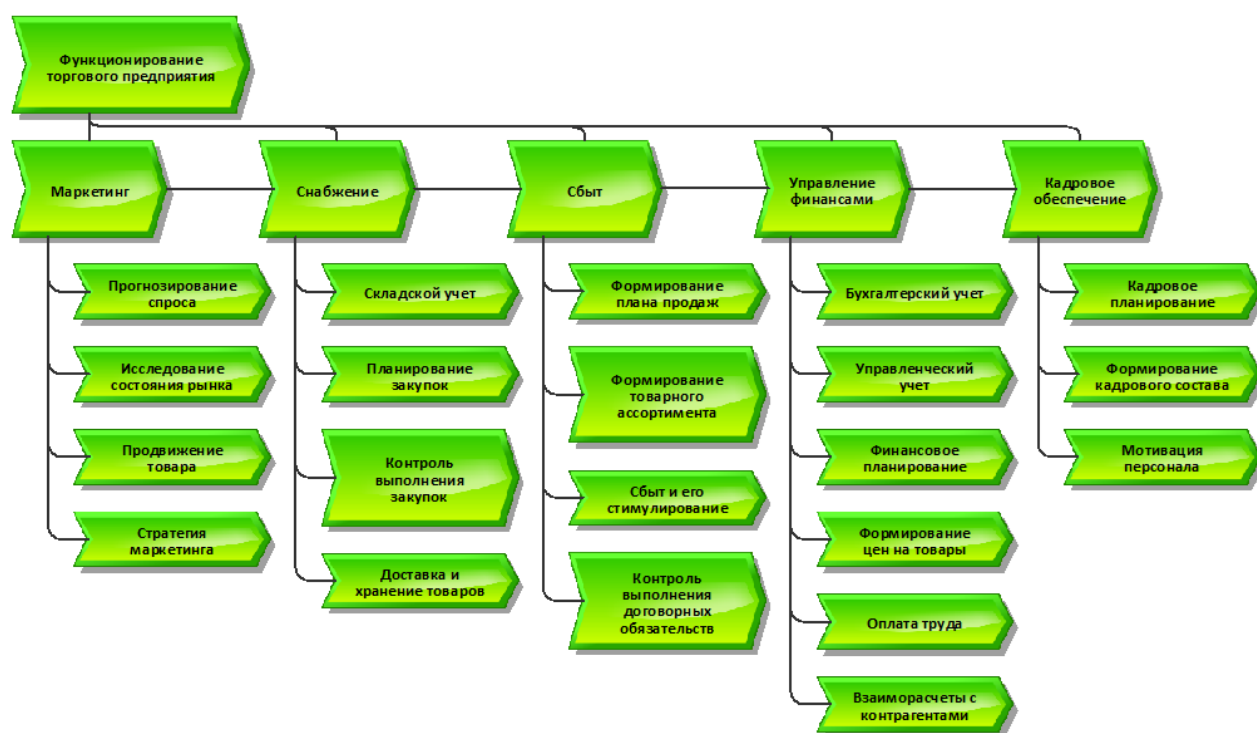 Функционирование
торгового предприятия
Маркетинг
Снабжение
Сбыт
Управление
финансами
Кадровое
обеспечение
Прогнозирование
спроса
Исследование
состояния рынка
Продвижение
товара
Стратегия
маркетинга
Складской учет
Планирование
закупок
Контроль
выполнения
закупок
Доставка и
хранение товаров
Формирование
плана продаж
Формирование
товарного
ассортимента
Сбыт и его
стимулирование
Контроль
выполнения
договорных
обязательств
Бухгалтерский учет
Управленческий
учет
Финансовое
планирование
Формирование
цен на товары
Оплата труда
Взаиморасчеты с
контрагентами
Кадровое
планирование
Формирование
кадрового состава
Мотивация
персонала